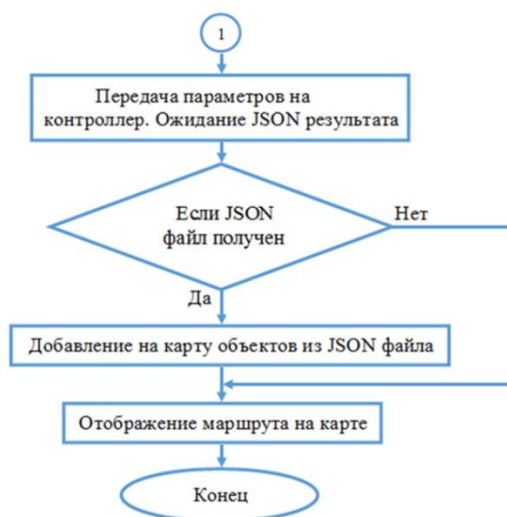 1
Передача параметров на
контроллер. Ожидание JSON результата
Если JSON
файл получен
Нет
Да
Добавление на карту объектов из JSON файла
Отображение маршрута на карте
Конец